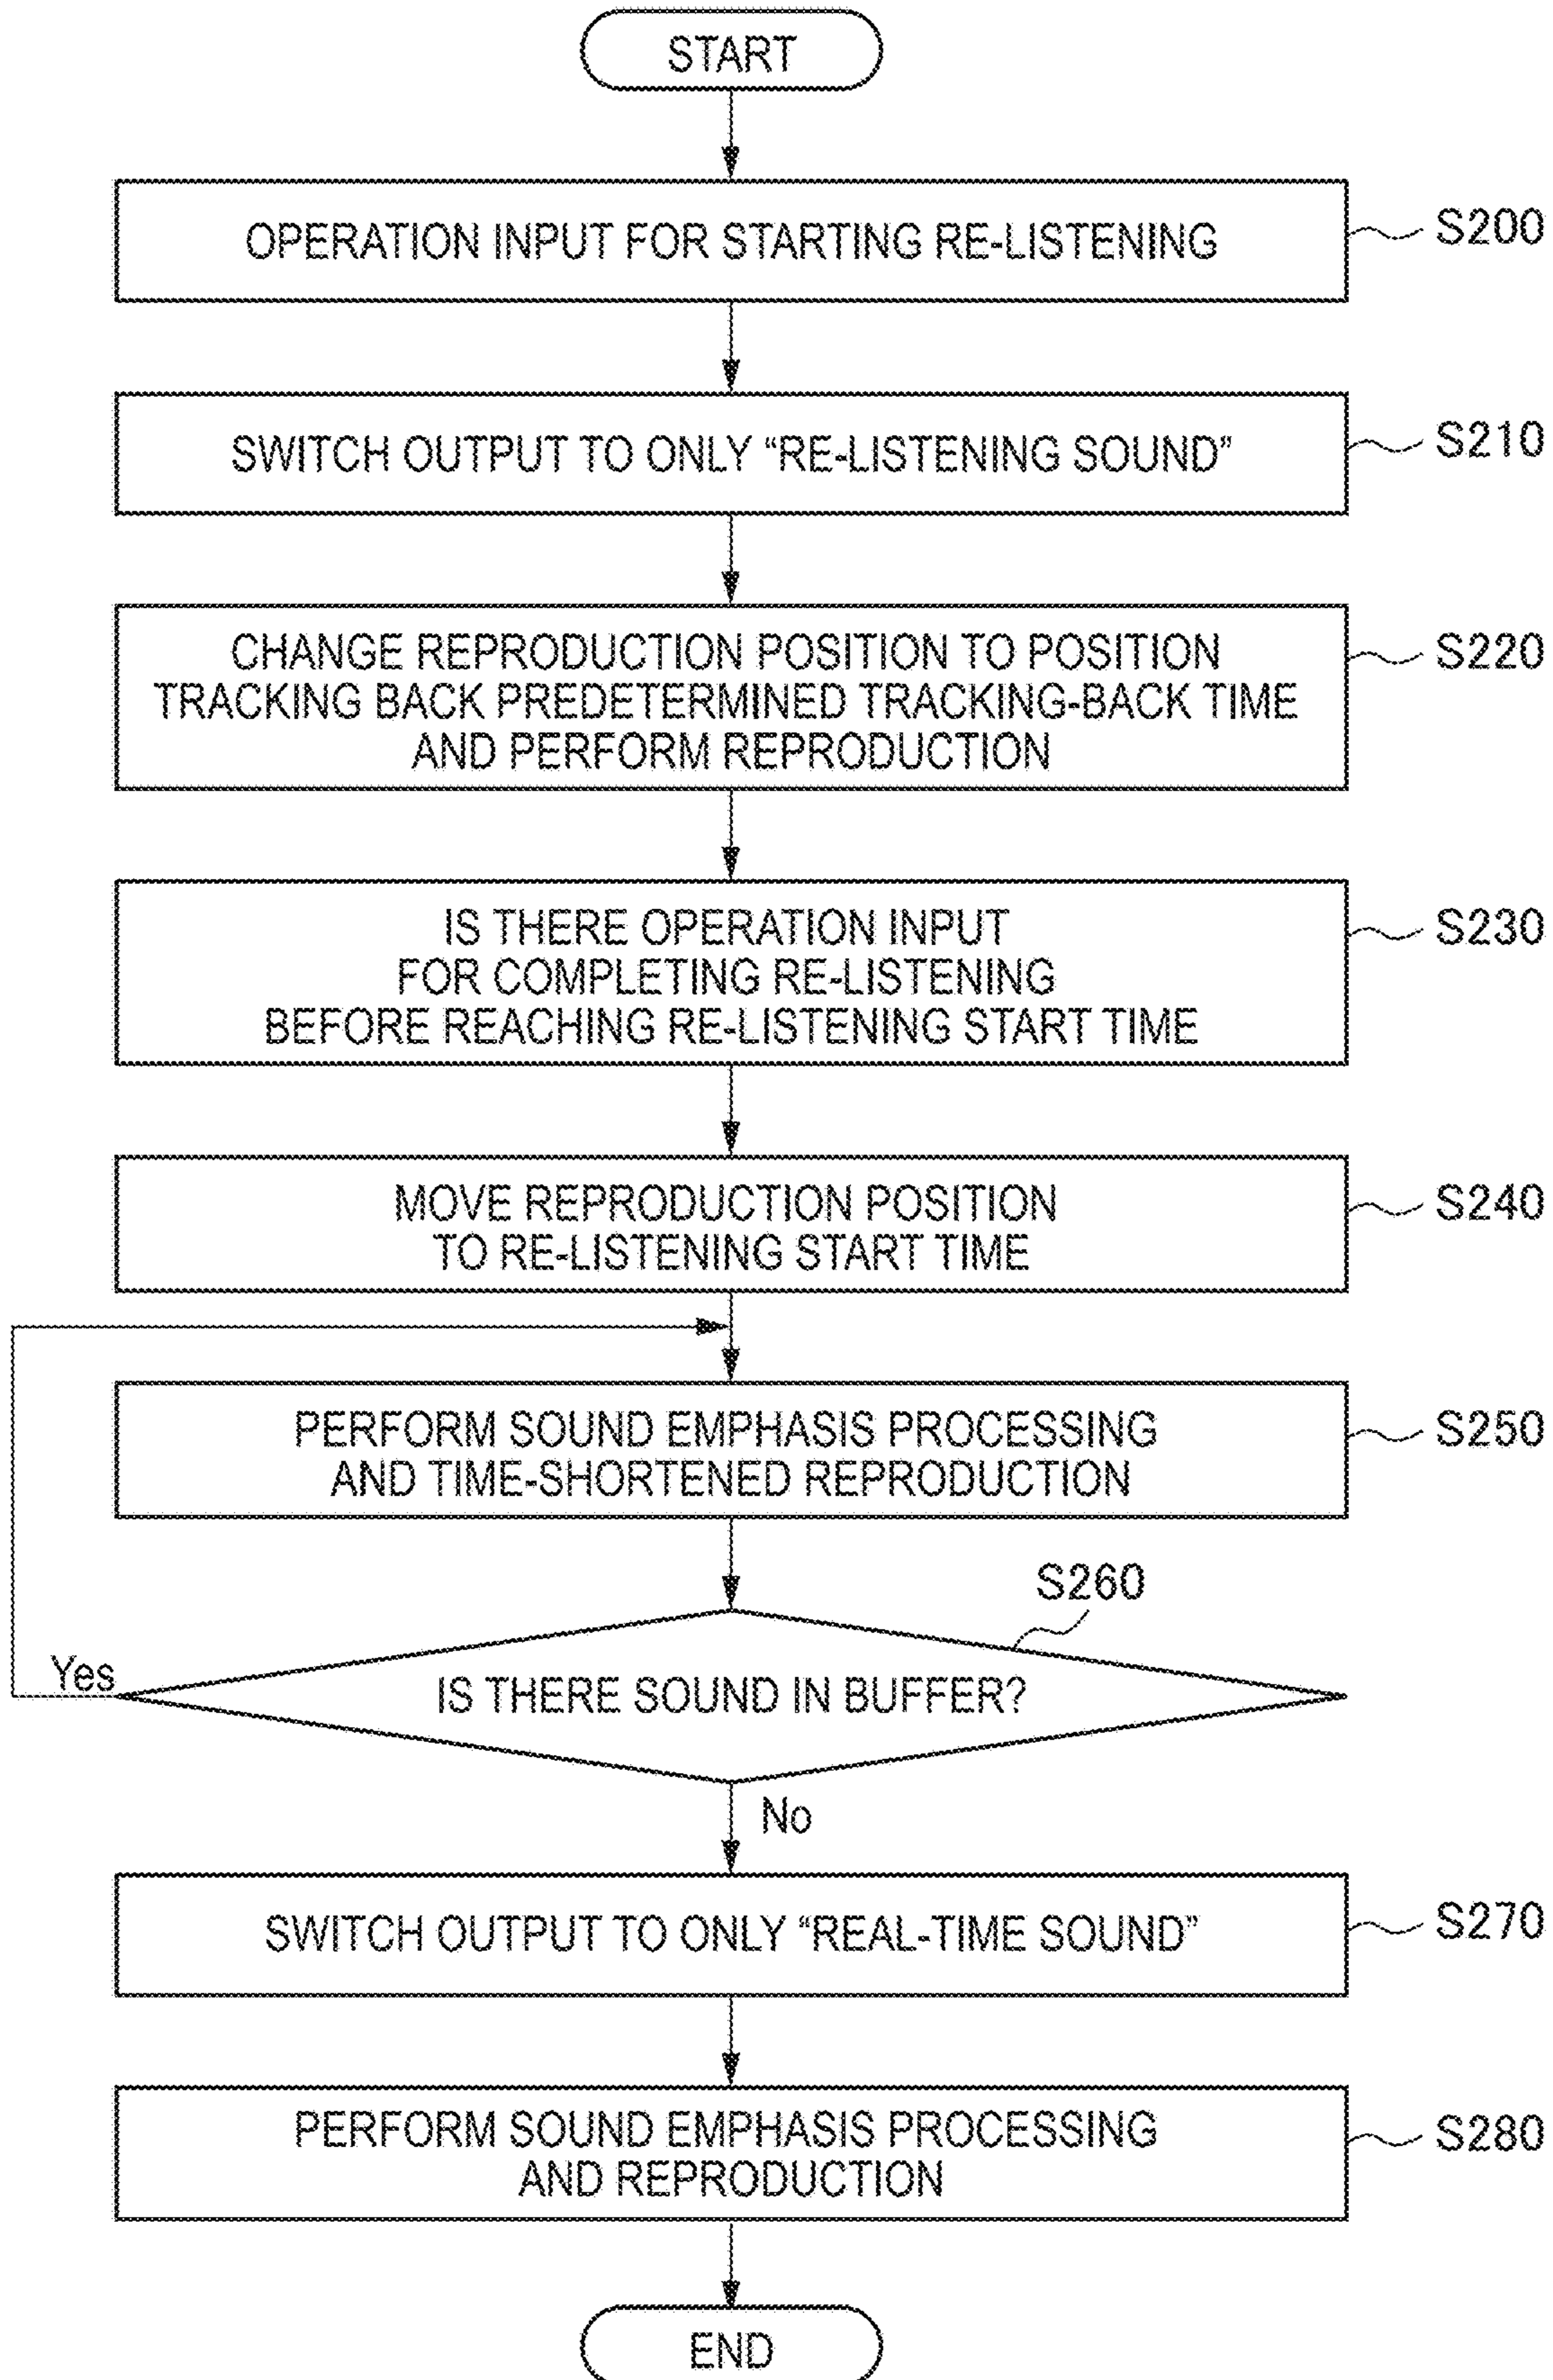 START
OPERATION INPUT FOR STARTING RE-LISTENING
S200
SWITCH OUTPUT TO ONLY “RE-LISTENING SOUND”
S210
CHANGE REPRODUCTION POSITION TO POSITION
TRACKING BACK PREDETERMINED TRACKING-BACK TIME
AND PERFORM REPRODUCTION
S220
IS THERE OPERATION INPUT
FOR COMPLETING RE-LISTENING
BEFORE REACHING RE-LISTENING START TIME
S230
MOVE REPRODUCTION POSITION
TO RE-LISTENING START TIME
S240
PERFORM SOUND EMPHASIS PROCESSING
AND TIME-SHORTENED REPRODUCTION
S250
S260
Yes
IS THERE SOUND IN BUFFER?
No
SWITCH OUTPUT TO ONLY “REAL-TIME SOUND”
S270
PERFORM SOUND EMPHASIS PROCESSING
AND REPRODUCTION
S280
END